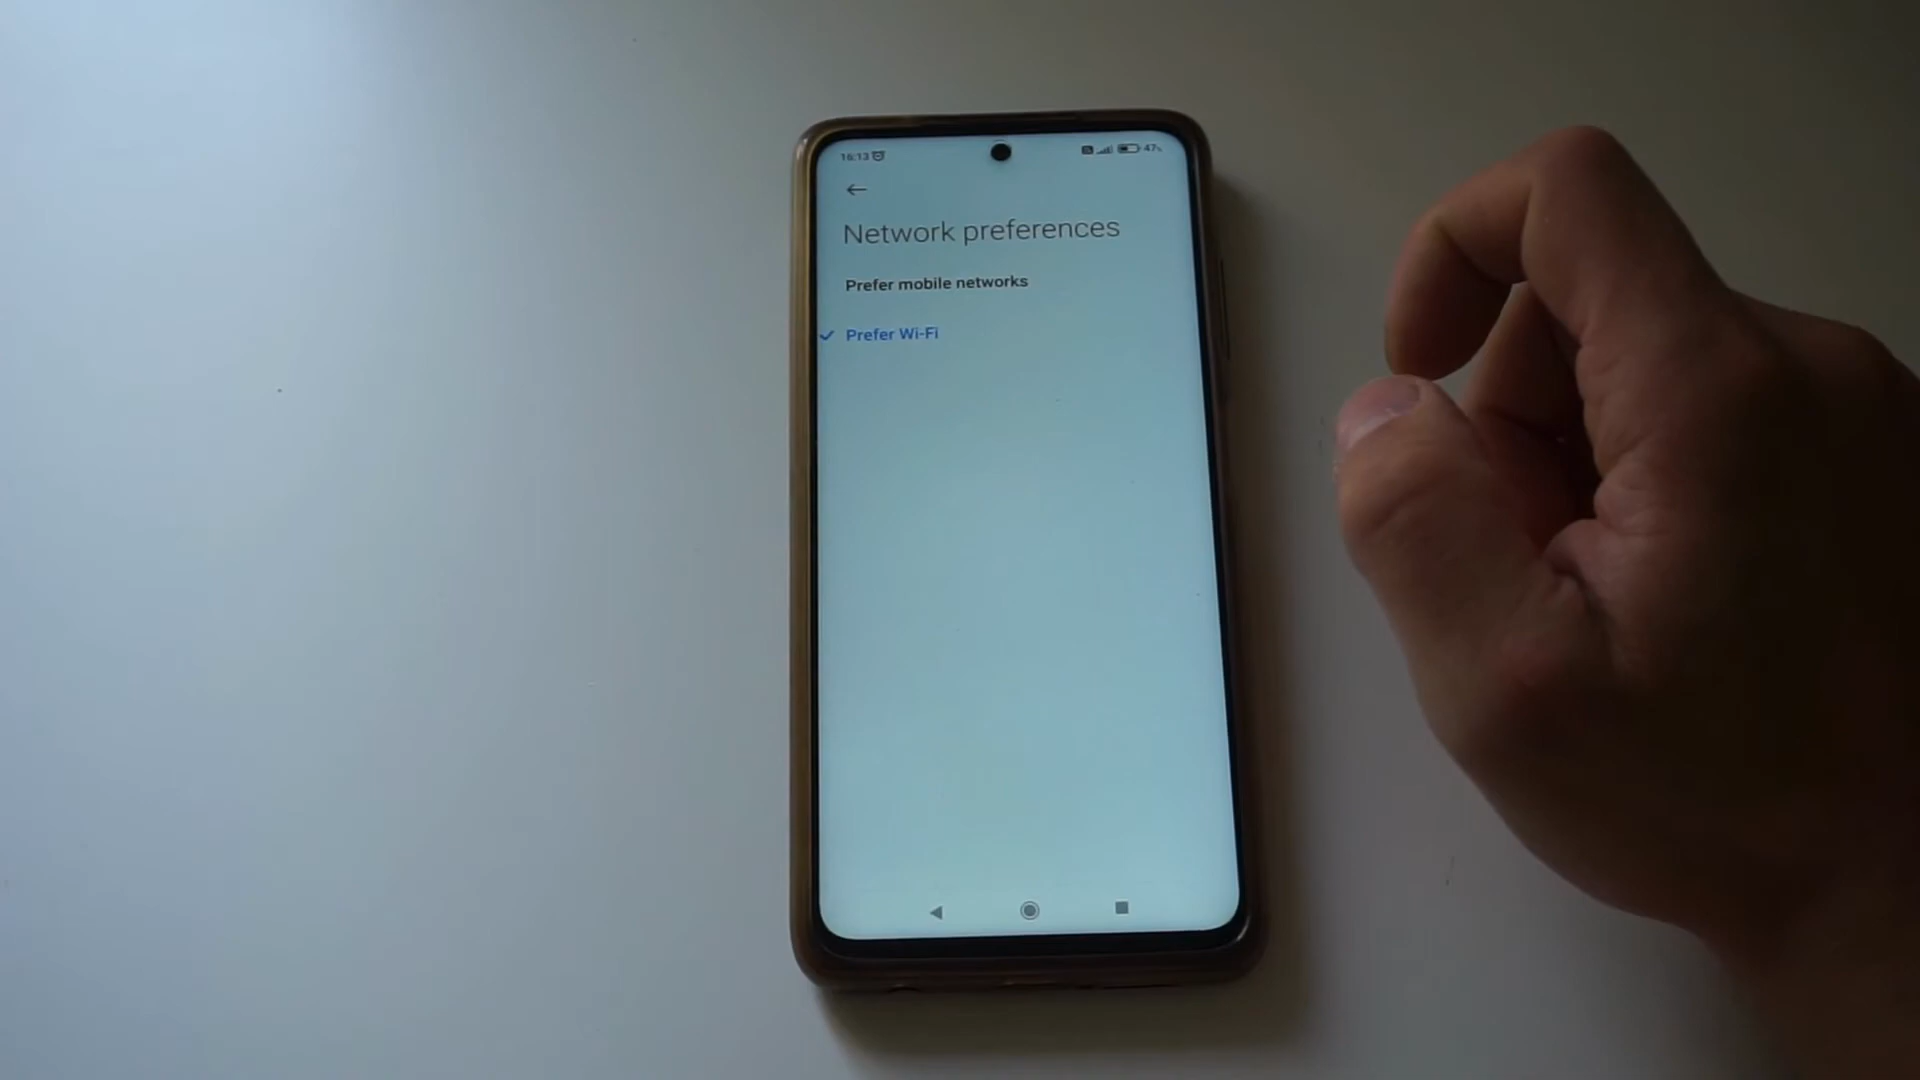 16:13
47%
Network preferences
Prefer mobile networks
Prefer Wi-Fi